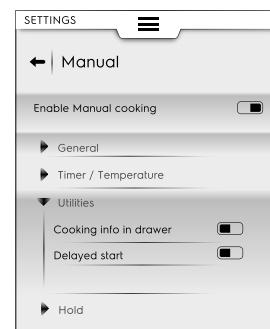 SETTINGS
Manual
Enable Manual cooking
General
Timer / Temperature
Utilities
Cooking info in drawer
Delayed start
Hold